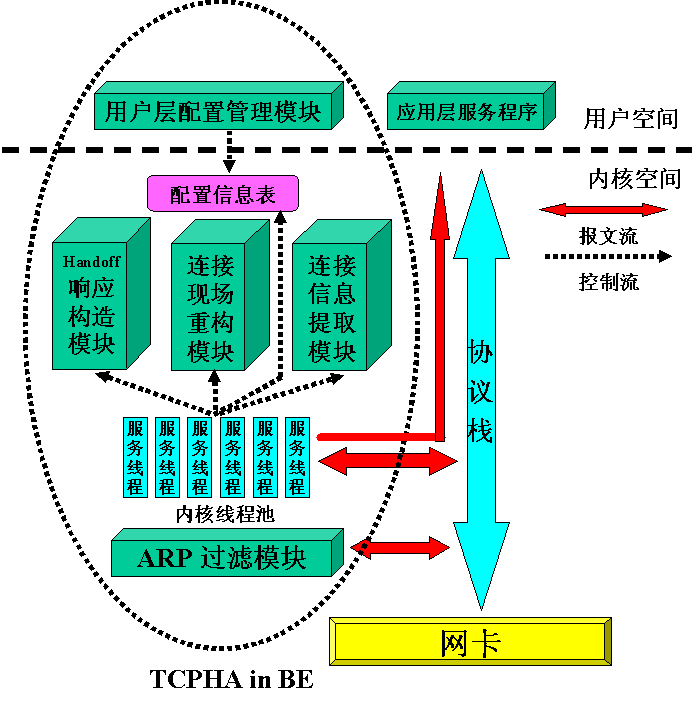 用户层配置管理模块
应用层服务程序
用户空间
配置信息表
内核空间
报文流
控制流
Handoff
响应
构造
模块
连接
现场
重构
模块
连接
信息
提取
模块
协
议
栈
服
务
线
程
服
务
线
程
服
务
线
程
服
务
线
程
服
务
线
程
服
务
线
程
内核线程池
ARP 过滤模块
网卡
TCPHA in BE